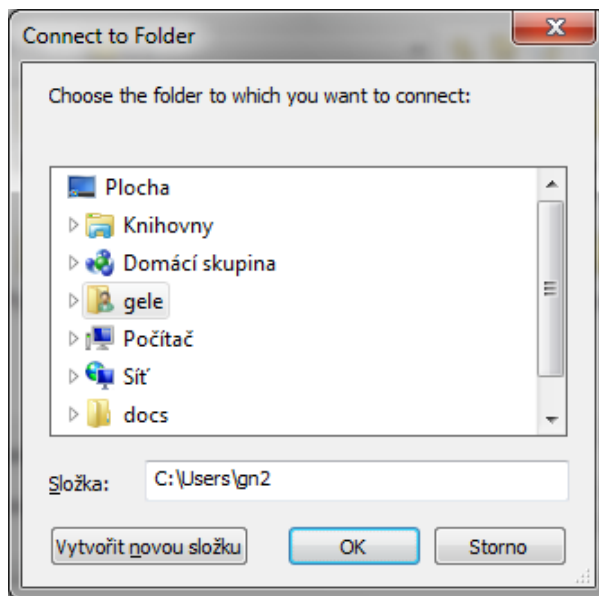 Connect to Folder
Choose the folder to which you want to connect:
Plocha
Knihovny
Domácí skupina
gele
Počítač
Síť
docs
Složka: C:\Users\gn2
Vytvořit novou složku OK Storno